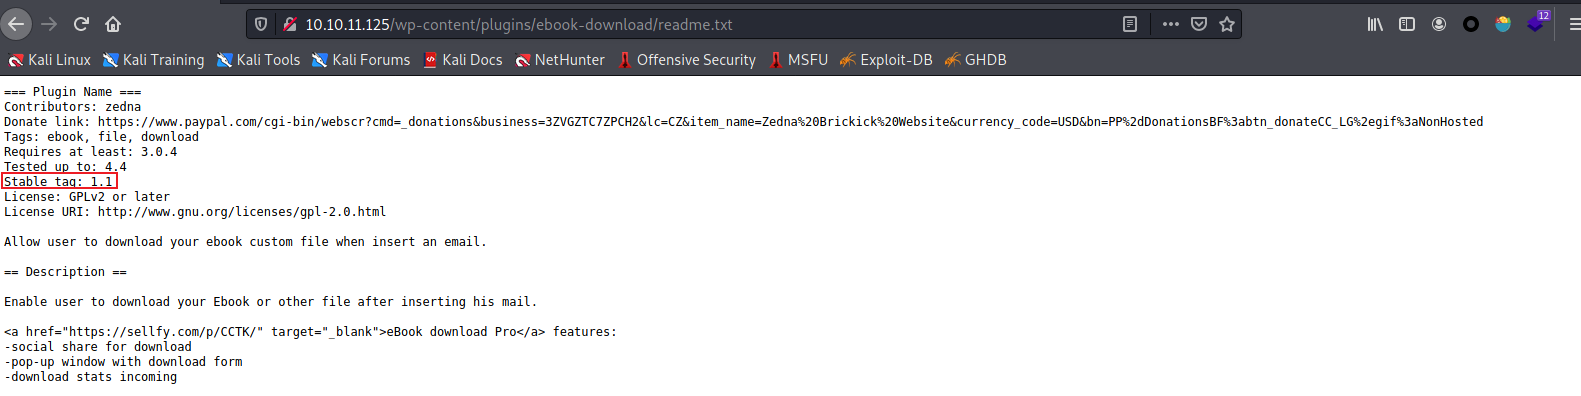 10.10.11.125/wp-content/plugins/ebook-download/readme.txt
12
Kali Linux Kali Training Kali Tools Kali Forums Kali Docs NetHunter Offensive Security MSFU Exploit-DB GHDB
=== Plugin Name ===
Contributors: zedna
Donate link: https://www.paypal.com/cgi-bin/webscr?cmd=_donations&business=3ZVGZTC7ZPCH2&lc=CZ&item_name=Zedna%20Brickick%20Website&currency_code=USD&bn=PP%2dDonationsBF%3abtn_donateCC_LG%2egif%3aNonHosted
Tags: ebook, file, download
Requires at least: 3.0.4
Tested up to: 4.4
Stable tag: 1.1
License: GPLv2 or later
License URI: http://www.gnu.org/licenses/gpl-2.0.html
Allow user to download your ebook custom file when insert an email.
== Description ==
Enable user to download your Ebook or other file after inserting his mail.
<a href="https://sellfy.com/p/CCTK/" target="_blank">eBook download Pro</a> features:
-social share for download
-pop-up window with download form
-download stats incoming